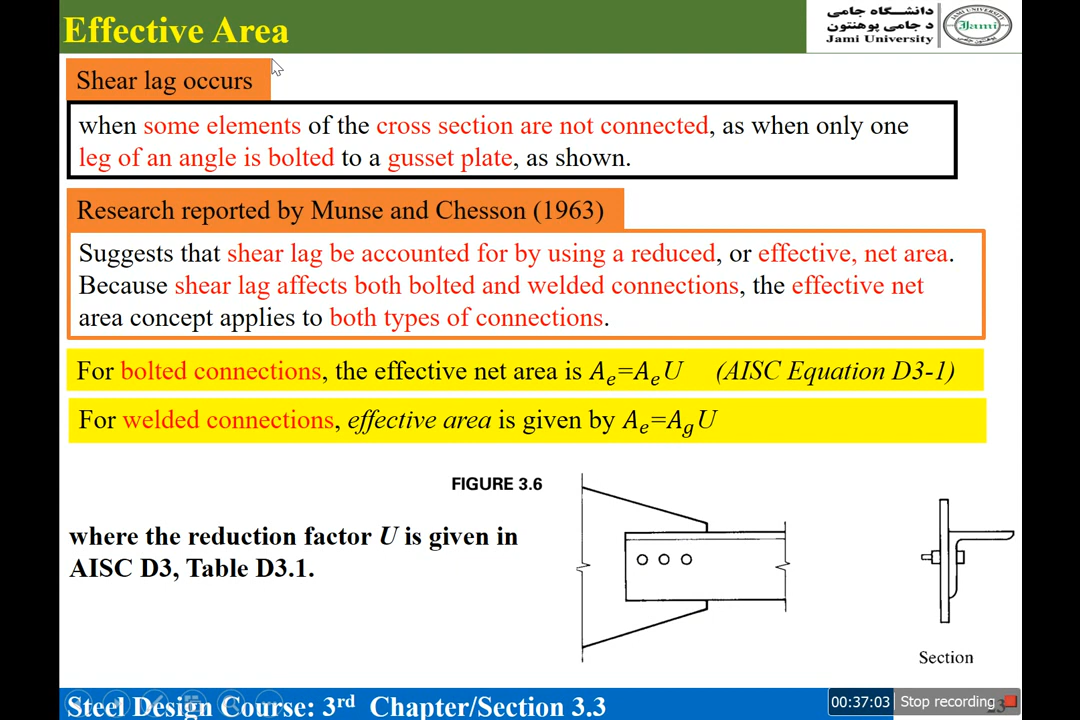 Effective Area
دانشگاه جامی
د جامی پوهنتون
Jami University
JAMI UNIVERSITY
Jami
Shear lag occurs
when some elements of the cross section are not connected, as when only one
leg of an angle is bolted to a gusset plate, as shown.
Research reported by Munse and Chesson (1963)
Suggests that shear lag be accounted for by using a reduced, or effective, net area.
Because shear lag affects both bolted and welded connections, the effective net
area concept applies to both types of connections.
For bolted connections, the effective net area is Aₑ=AₑU (AISC Equation D3-1)
For welded connections, effective area is given by Aₑ=A_gU
FIGURE 3.6
where the reduction factor U is given in
AISC D3, Table D3.1.
Section
Steel Design Course: 3rd Chapter/Section 3.3
00:37:03 Stop recording
23